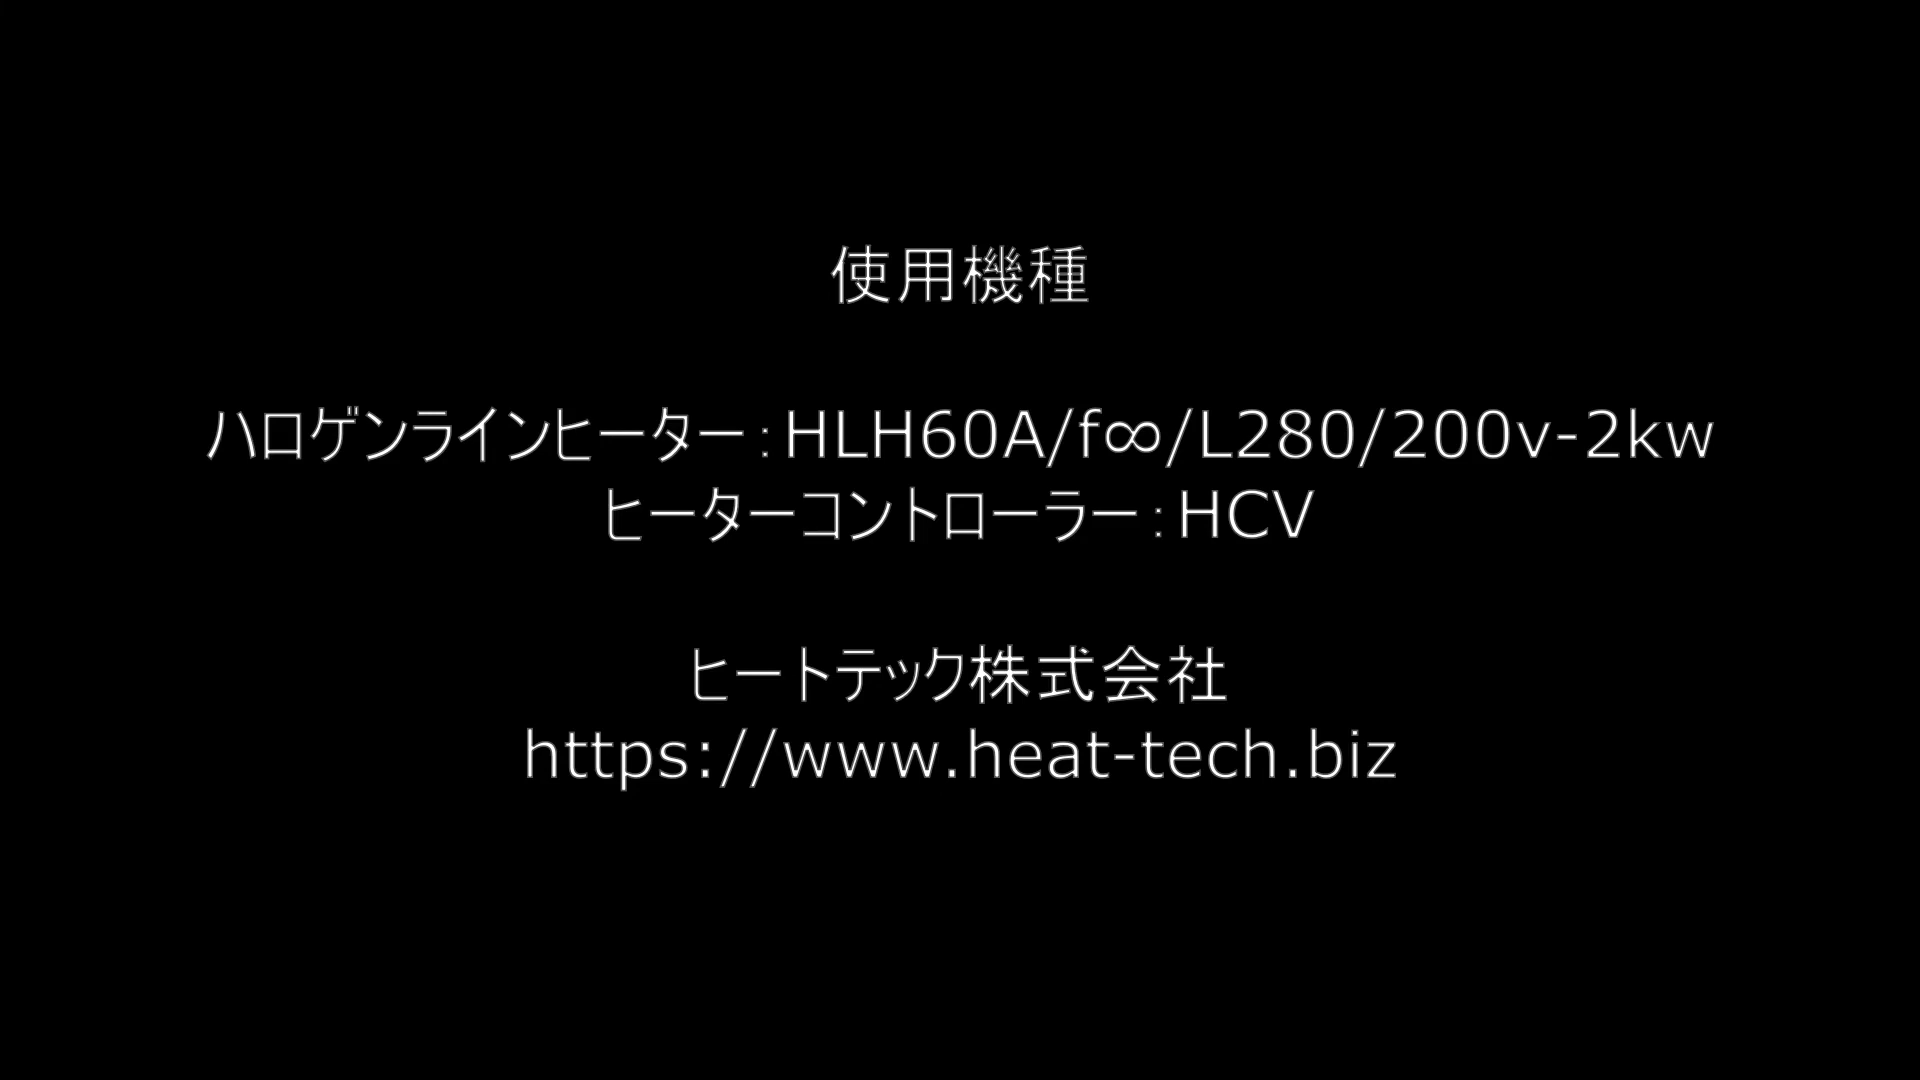 使用機種
ハロゲンラインヒーター：HLH60A/f∞/L280/200v-2kw
ヒーターコントローラー：HCV
ヒートテック株式会社
https://www.heat-tech.biz